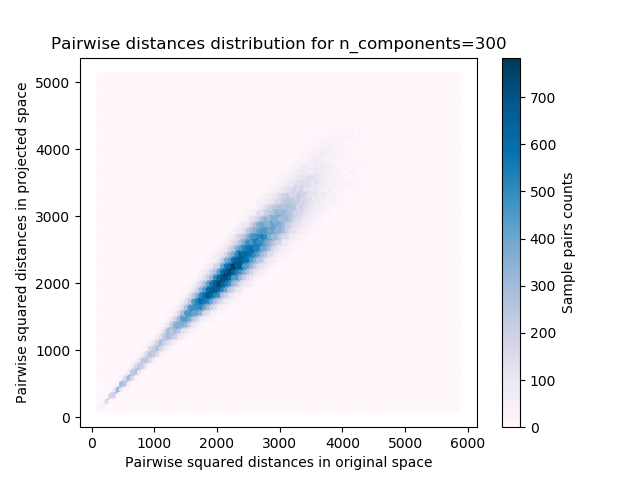 Pairwise distances distribution for n_components=300
Pairwise squared distances in projected space
5000
4000
3000
2000
1000
0
0 1000 2000 3000 4000 5000 6000
Pairwise squared distances in original space
700
600
500
400
300
200
100
0
Sample pairs counts